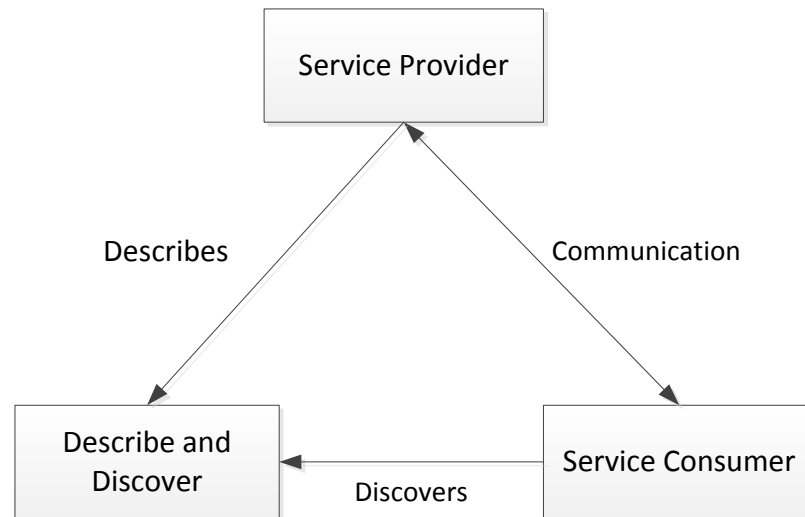 Service Provider
Describes
Communication
Describe and
Discover
Service Consumer
Discovers